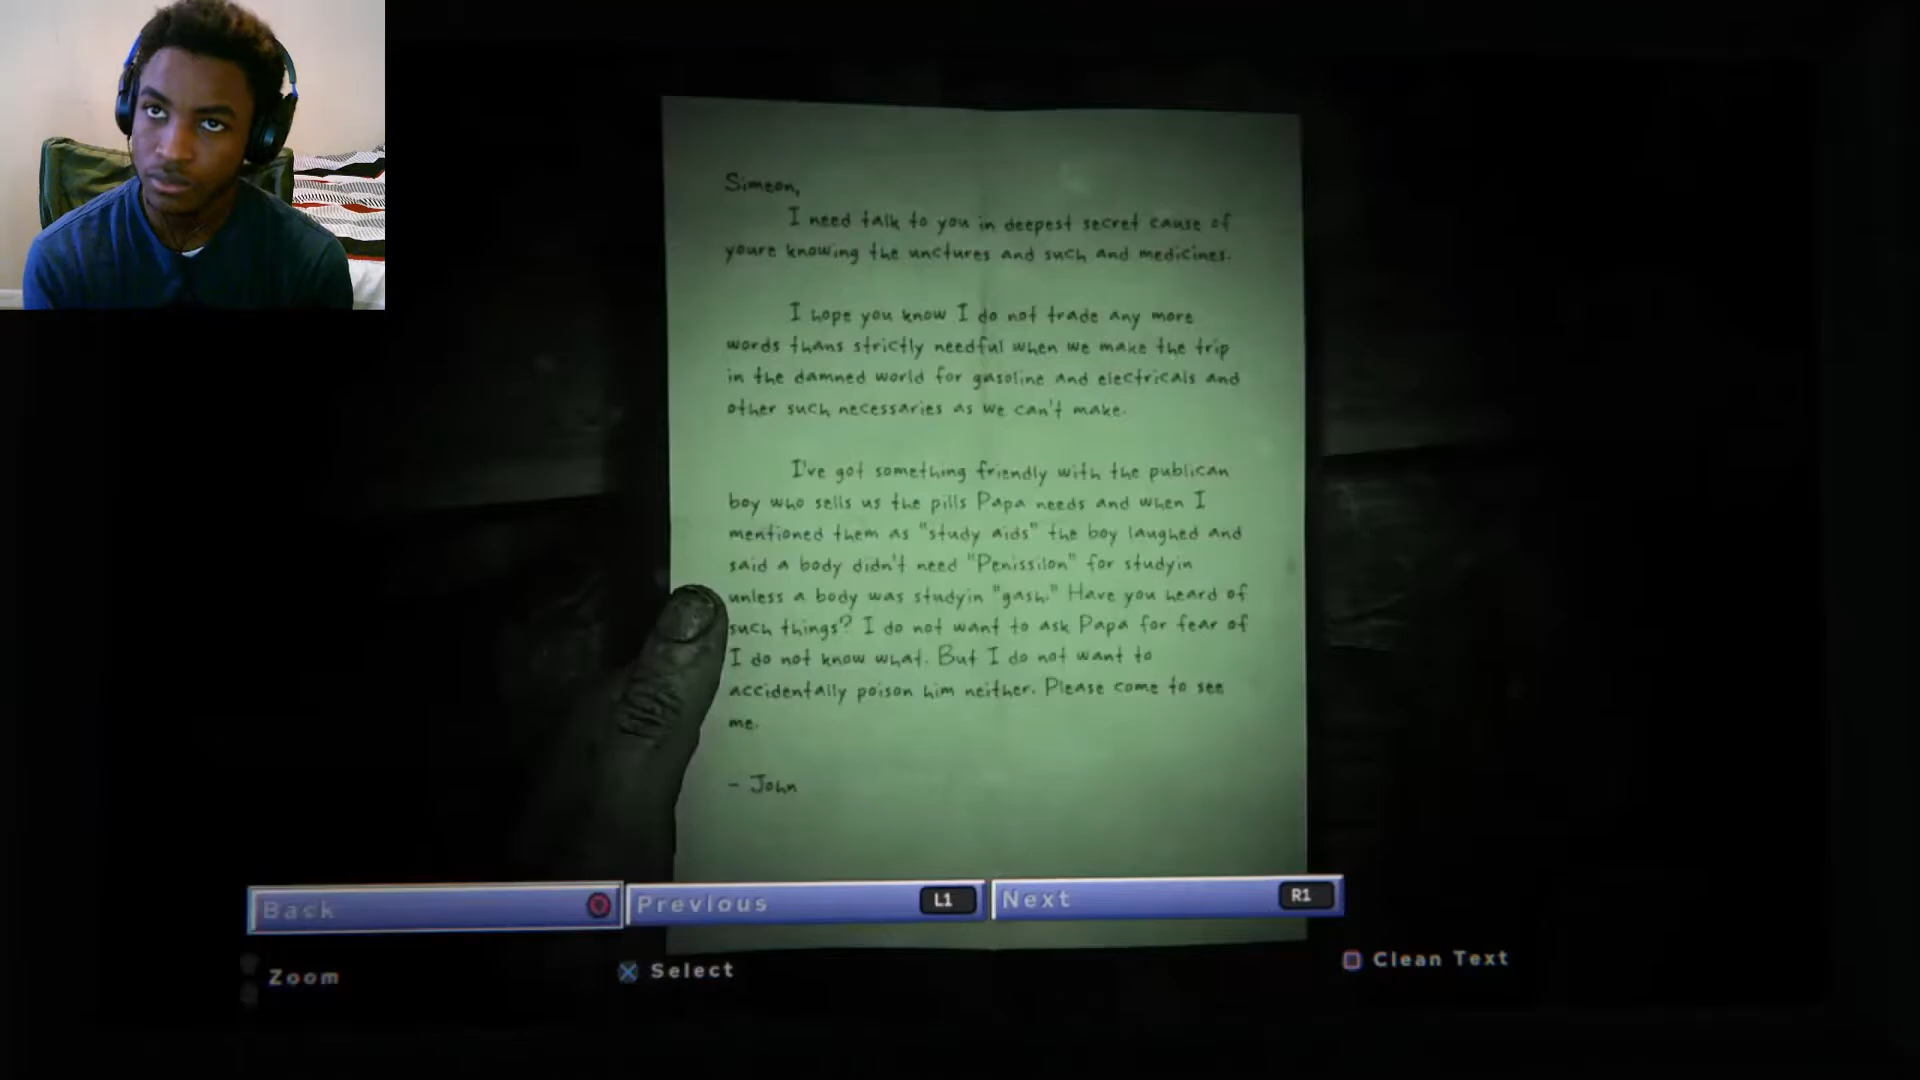 Simeon,
I need talk to you in deepest secret cause of
youre knowing the unctures and such and medicines.
I hope you know I do not trade any more
words thans strictly needful when we make the trip
in the damned world for gasoline and electricals and
other such necessaries as we can't make.
I've got something friendly with the publican
boy who sells us the pills Papa needs and when I
mentioned them as "study aids" the boy laughed and
said a body didn't need "Penissilon" for studyin
unless a body was studyin "gash." Have you heard of
such things? I do not want to ask Papa for fear of
I do not know what. But I do not want to
accidentally poison him neither. Please come to see
me.
- John
Back
Previous L1
Next R1
Zoom
Select
Clean Text